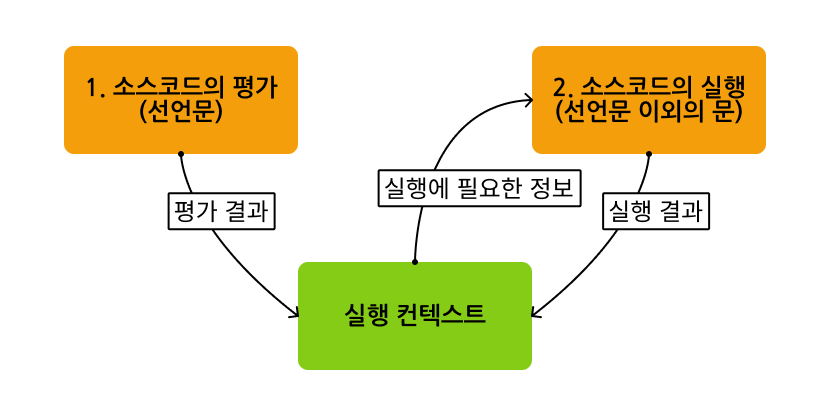 1. 소스코드의 평가
(선언문)
2. 소스코드의 실행
(선언문 이외의 문)
평가 결과
실행에 필요한 정보
실행 결과
실행 컨텍스트